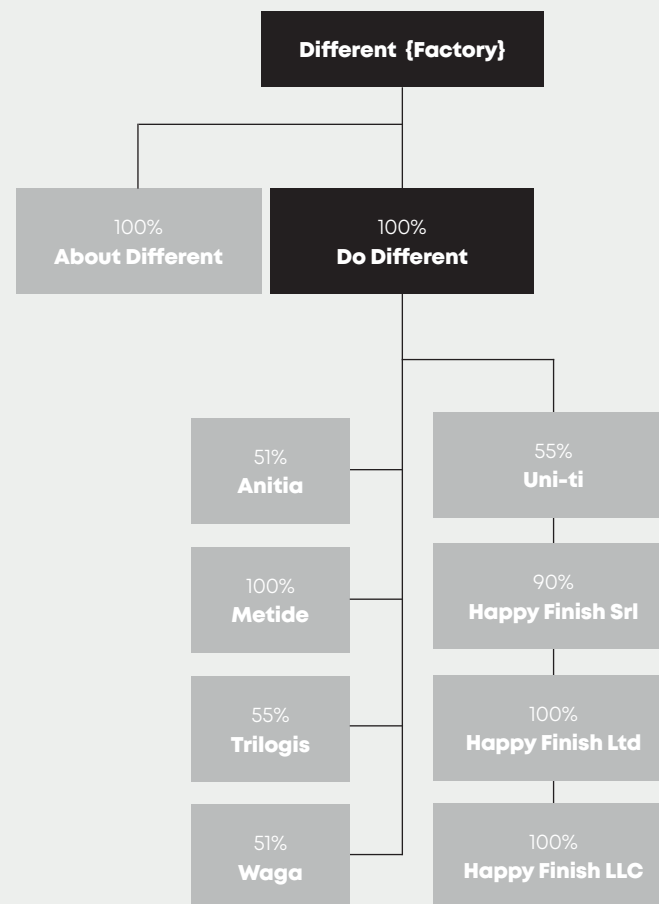 Different {Factory}
100%
About Different
100%
Do Different
51%
Anitia
100%
Metide
55%
Trilogis
51%
Waga
55%
Uni-ti
90%
Happy Finish Srl
100%
Happy Finish Ltd
100%
Happy Finish LLC